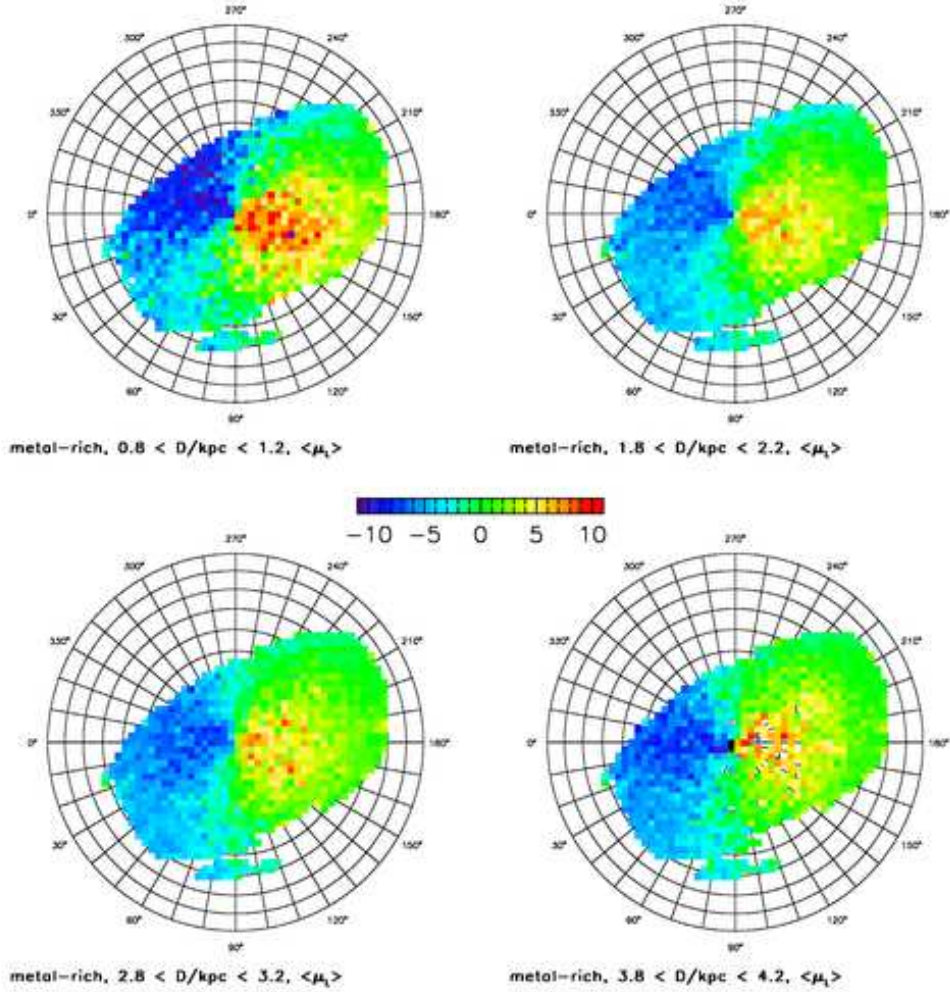 270° 270°
300° 240° 300° 240°
330° 210° 330° 210°
0° 180° 0° 180°
30° 150° 30° 150°
60° 120° 60° 120°
90° 90°
metal-rich, 0.8 < D/kpc < 1.2, <μ_l>
metal-rich, 1.8 < D/kpc < 2.2, <μ_l>
-10 -5 0 5 10
270° 270°
300° 240° 300° 240°
330° 210° 330° 210°
0° 180° 0° 180°
30° 150° 30° 150°
60° 120° 60° 120°
90° 90°
metal-rich, 2.8 < D/kpc < 3.2, <μ_l>
metal-rich, 3.8 < D/kpc < 4.2, <μ_l>